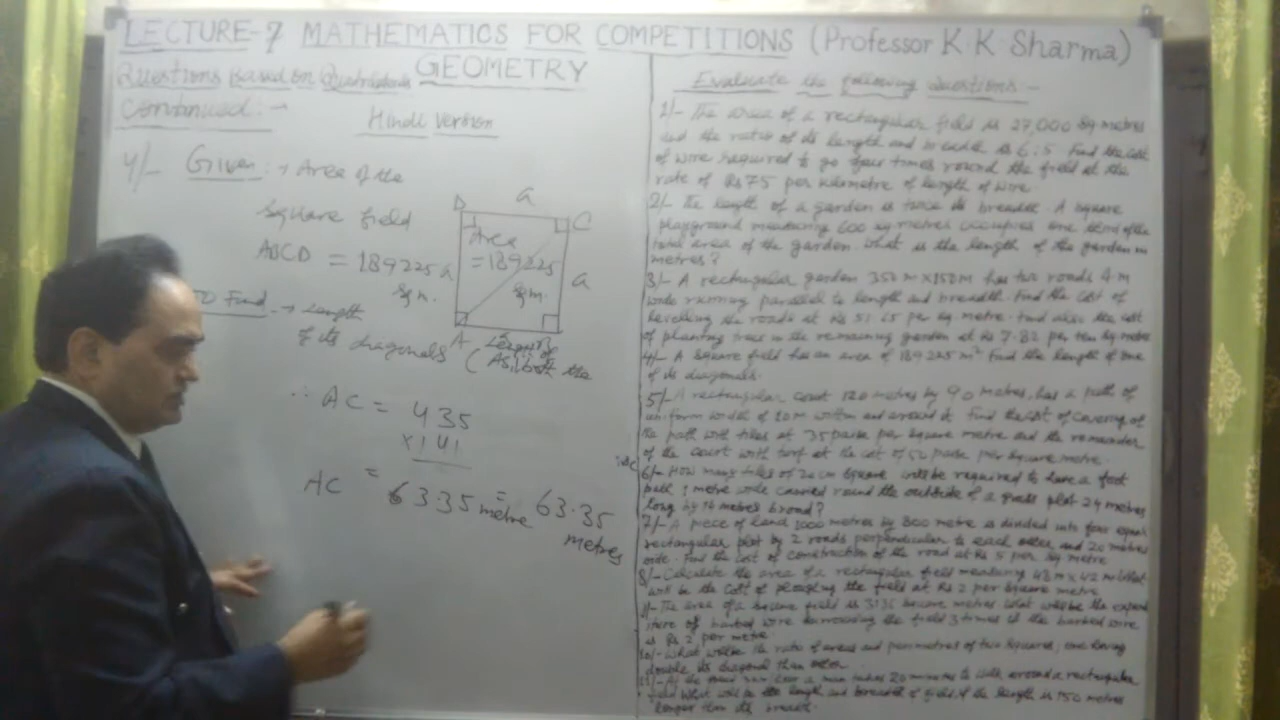 LECTURE-7 MATHEMATICS FOR COMPETITIONS (Professor K.K. Sharma)
GEOMETRY
Questions Based on Quadrilaterals
Continued :-
Hindi Version
4/- Given :- Area of the
Square field
ABCD = 189225
Sq m.
To Find :- Length
of its diagonals
D a C
Area
= 189225 a
Sq m.
A
∴ AC = 435
×141
AC = 6335 metre = 63.35
metres
Evaluate the following Questions :-
1/- The area of a rectangular field is 27,000 Sq metres
and the ratio of its length and breadth is 6:5 Find the cost
of wire required to go four times round the field at the
rate of Rs 75 per kilometre of length of wire.
2/- The length of a garden is twice its breadth. A square
playground measuring 600 sq metres occupies one third of the
total area of the garden. What is the length of the garden in
metres?
3/- A rectangular garden 350 m × 150 m has two roads 4 m
wide running parallel to length and breadth. Find the cost of
levelling the roads at Rs 51.65 per sq metre. Find also the cost
of planting trees in the remaining garden at Rs 7.82 per ten sq metre
4/- A square field has an area of 189225 m² Find the length of one
of its diagonals.
5/- A rectangular court 120 metres by 90 metres, has a path of
uniform width of 10 m within and around it. Find the cost of covering of
the path with tiles at 35 paise per square metre and the remainder
of the court with turf at the cost of 50 paise per square metre.
6/- How many tiles of 20 cm square will be required to have a foot
path 1 metre wide carried round the outside of a grass plot 24 metres
long by 16 metres broad?
7/- A piece of land 1000 metres by 800 metre is divided into four equal
rectangular plot by 2 roads perpendicular to each other and 20 metres
wide. Find the cost of construction of the road at Rs 5 per sq metre
8/- Calculate the area of a rectangular field measuring 48 m × 42 m. What
will be the cost of ploughing the field at Rs 2 per square metre
9/- The area of a square field is 3136 square metres what will be the
of barbed wire surrounding the field 3 times if the barbed wire
is Rs 2 per metre
10/- What will be the ratio of areas and perimetres of two squares; one having
double its diagonal than other.
a man takes 20 minutes to walk around a rectangular
field What will be the length and breadth of field, if the length is 150 metres
longer than its breadth.